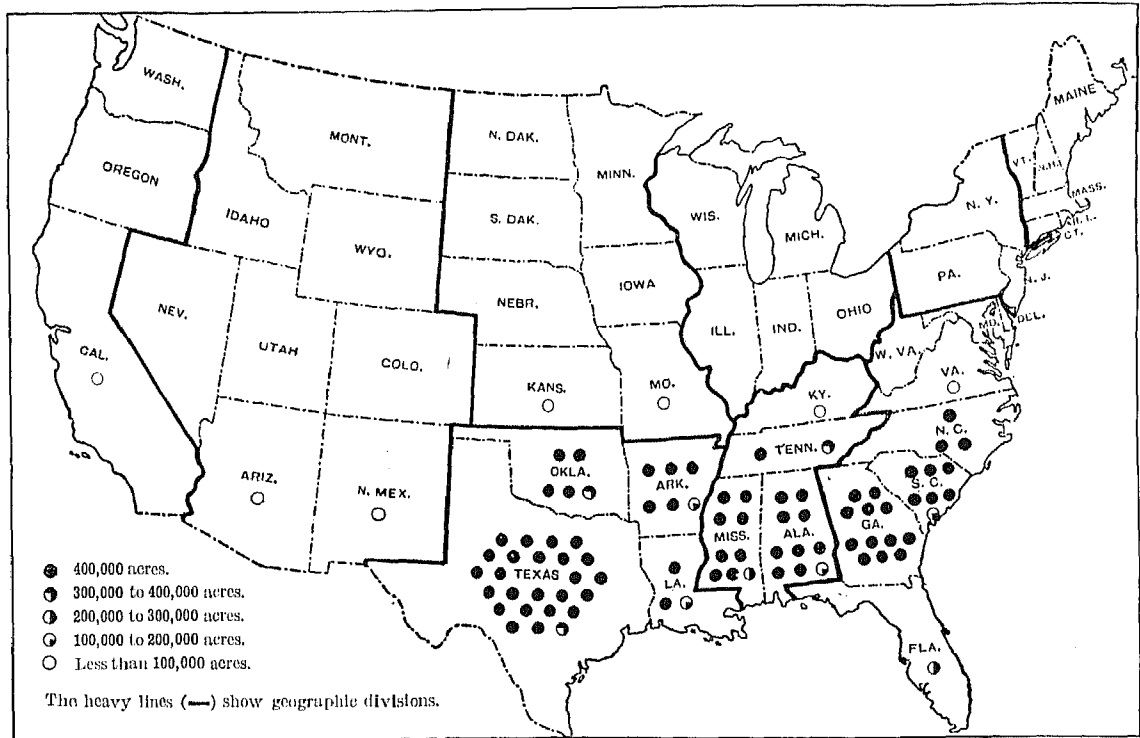 WASH.
MONT.
N. DAK.
MINN.
MAINE
OREGON
IDAHO
WYO.
S. DAK.
WIS.
MICH.
N. Y.
VT.
N.H.
MASS.
R. I.
CT.
NEV.
UTAH
COLO.
NEBR.
IOWA
ILL.
IND.
OHIO
PA.
N. J.
MD.
DEL.
W. VA.
VA.
CAL.
KANS.
MO.
KY.
ARIZ.
N. MEX.
OKLA.
ARK.
TENN.
N. C.
S. C.
TEXAS
LA.
MISS.
ALA.
GA.
FLA.
400,000 acres.
300,000 to 400,000 acres.
200,000 to 300,000 acres.
100,000 to 200,000 acres.
Less than 100,000 acres.
The heavy lines (▬) show geographic divisions.